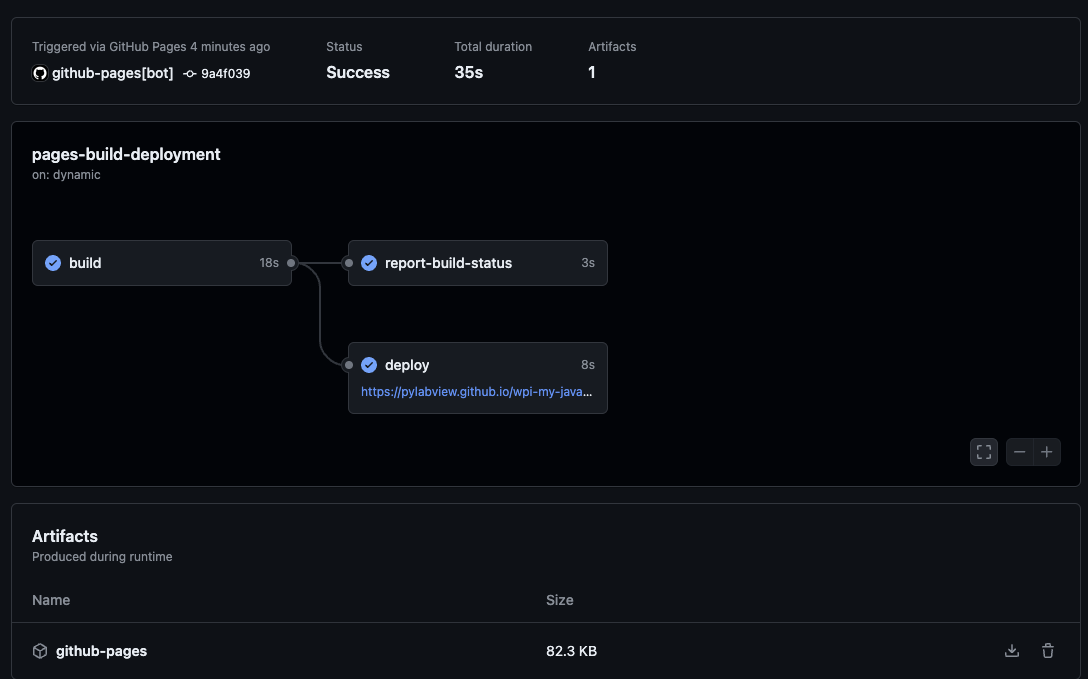 Triggered via GitHub Pages 4 minutes ago
github-pages[bot] 9a4f039
Status
Success
Total duration
35s
Artifacts
1
pages-build-deployment
on: dynamic
build 18s
report-build-status 3s
deploy 8s
https://pylabview.github.io/wpi-my-java...
Artifacts
Produced during runtime
Name Size
github-pages 82.3 KB